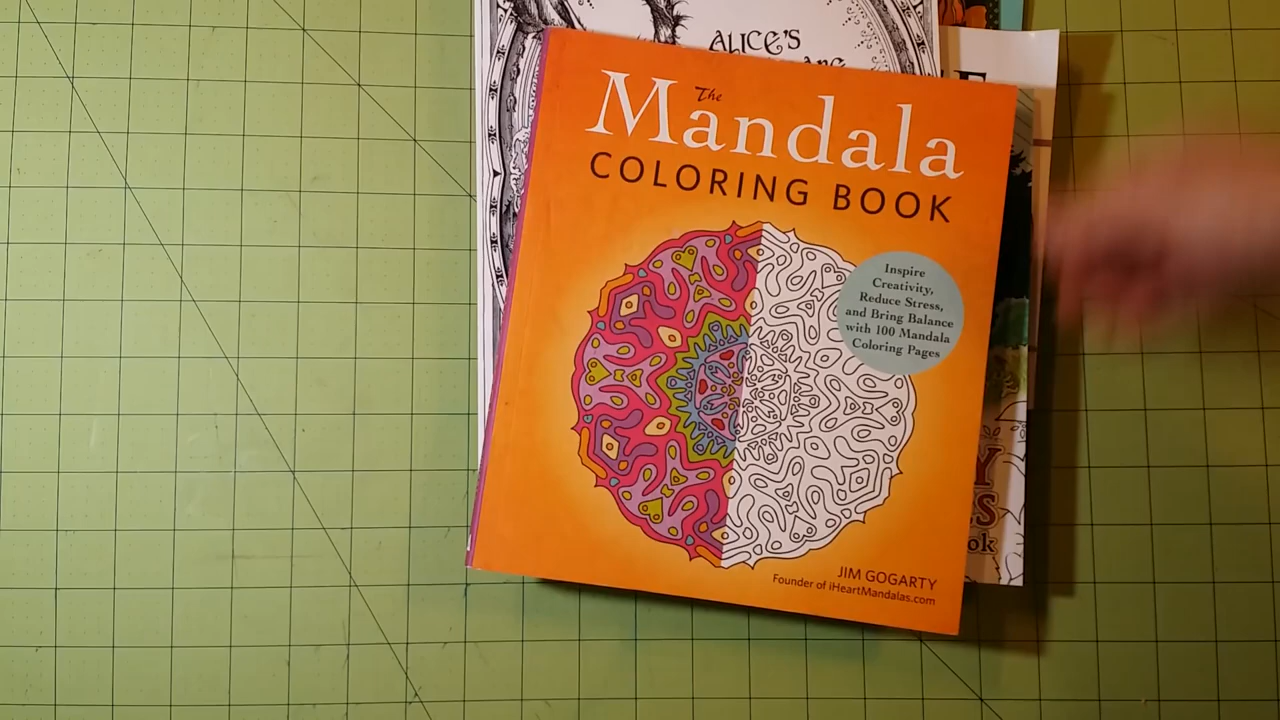 ALICE'S
The
Mandala
COLORING BOOK
Inspire
Creativity,
Reduce Stress,
and Bring Balance
with 100 Mandala
Coloring Pages
JIM GOGARTY
Founder of iHeartMandalas.com